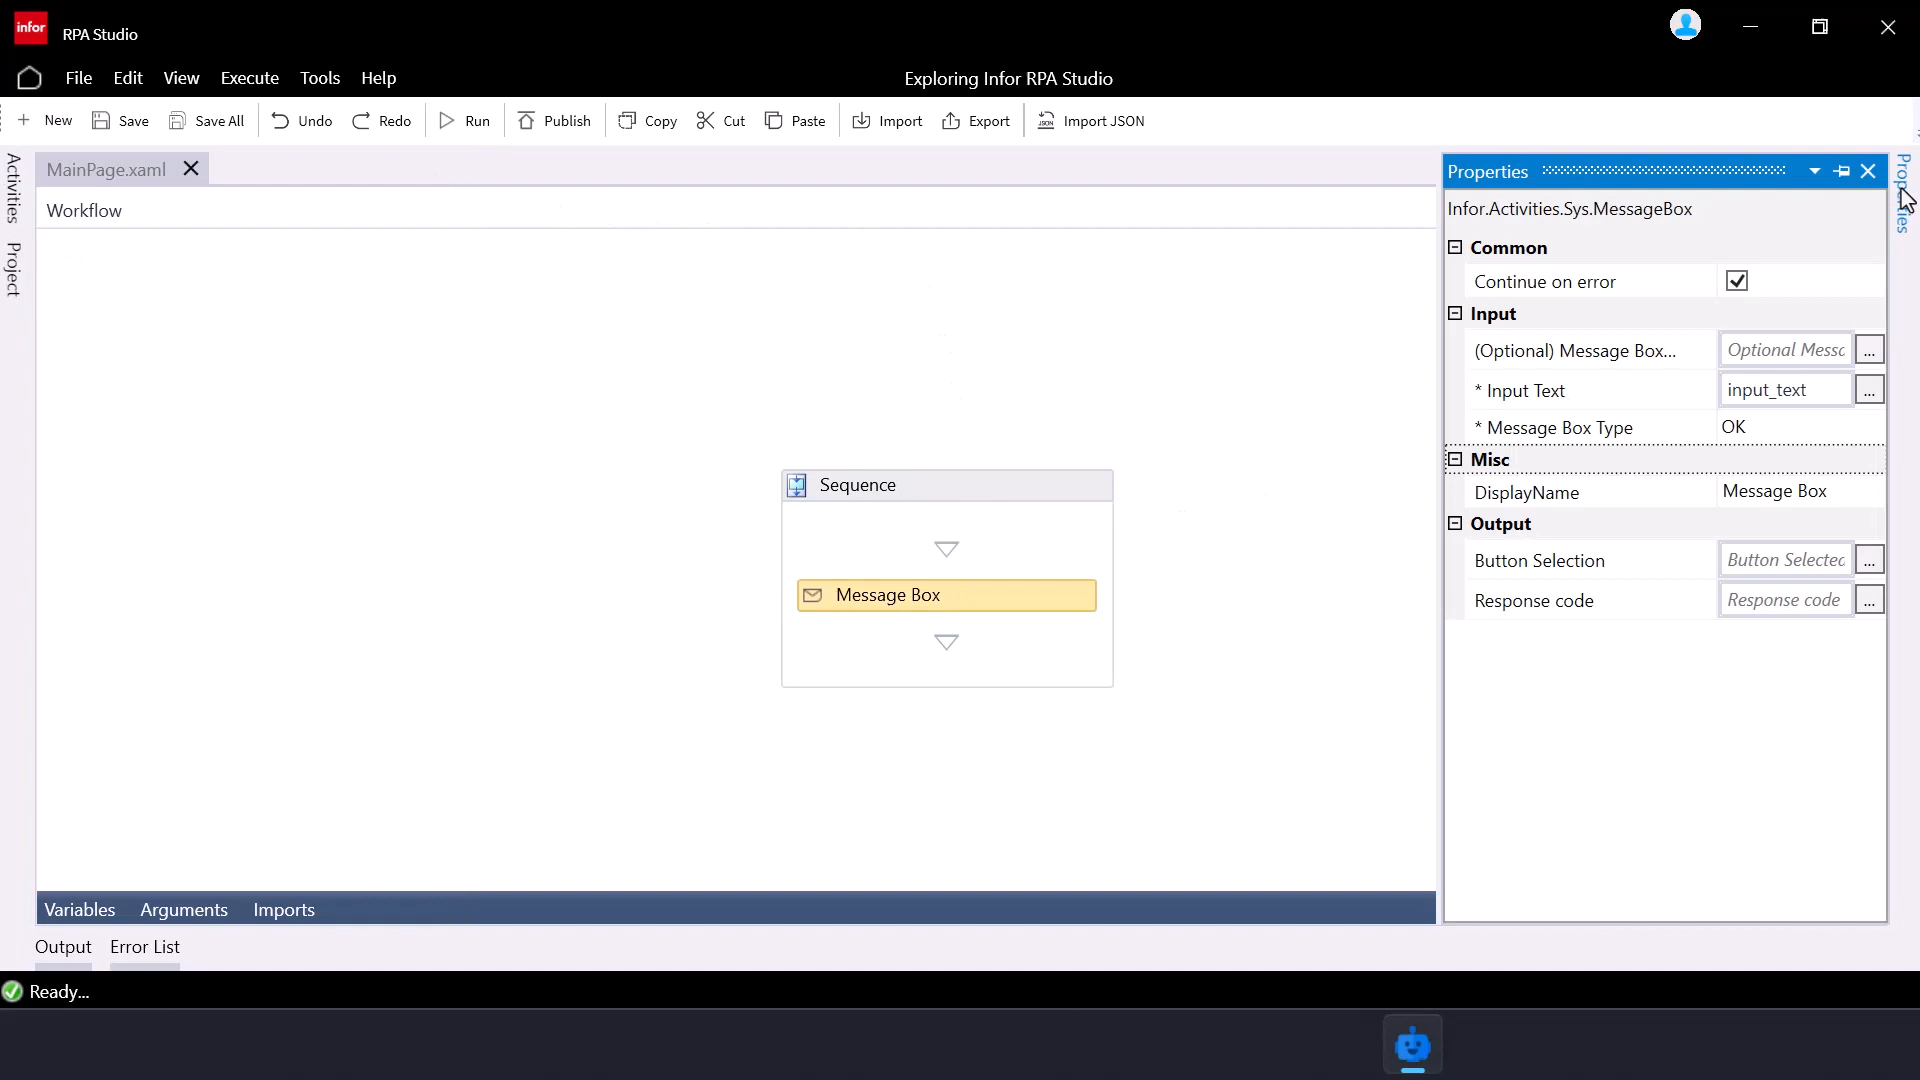 infor
RPA Studio
File Edit View Execute Tools Help
Exploring Infor RPA Studio
New Save Save All Undo Redo Run Publish Copy Cut Paste Import Export JSON Import JSON
Activities
Project
MainPage.xaml
Workflow
Sequence
Message Box
Variables Arguments Imports
Output Error List
Ready...
Properties
Infor.Activities.Sys.MessageBox
Common
Continue on error
Input
(Optional) Message Box... Optional Messa ...
* Input Text input_text ...
* Message Box Type OK
Misc
DisplayName Message Box
Output
Button Selection Button Selected ...
Response code Response code ...
Properties